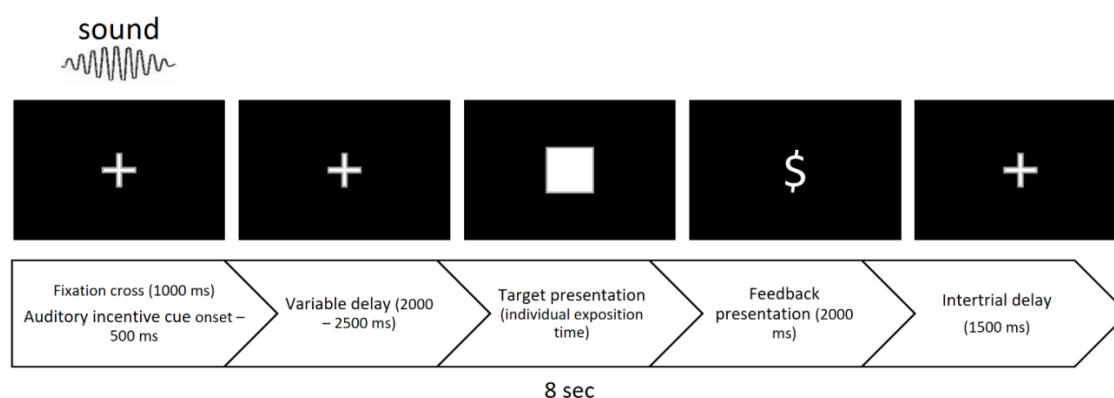 sound
$
Fixation cross (1000 ms)
Auditory incentive cue onset –
500 ms
Variable delay (2000
– 2500 ms)
Target presentation
(individual exposition
time)
Feedback
presentation (2000
ms)
Intertrial delay
(1500 ms)
8 sec